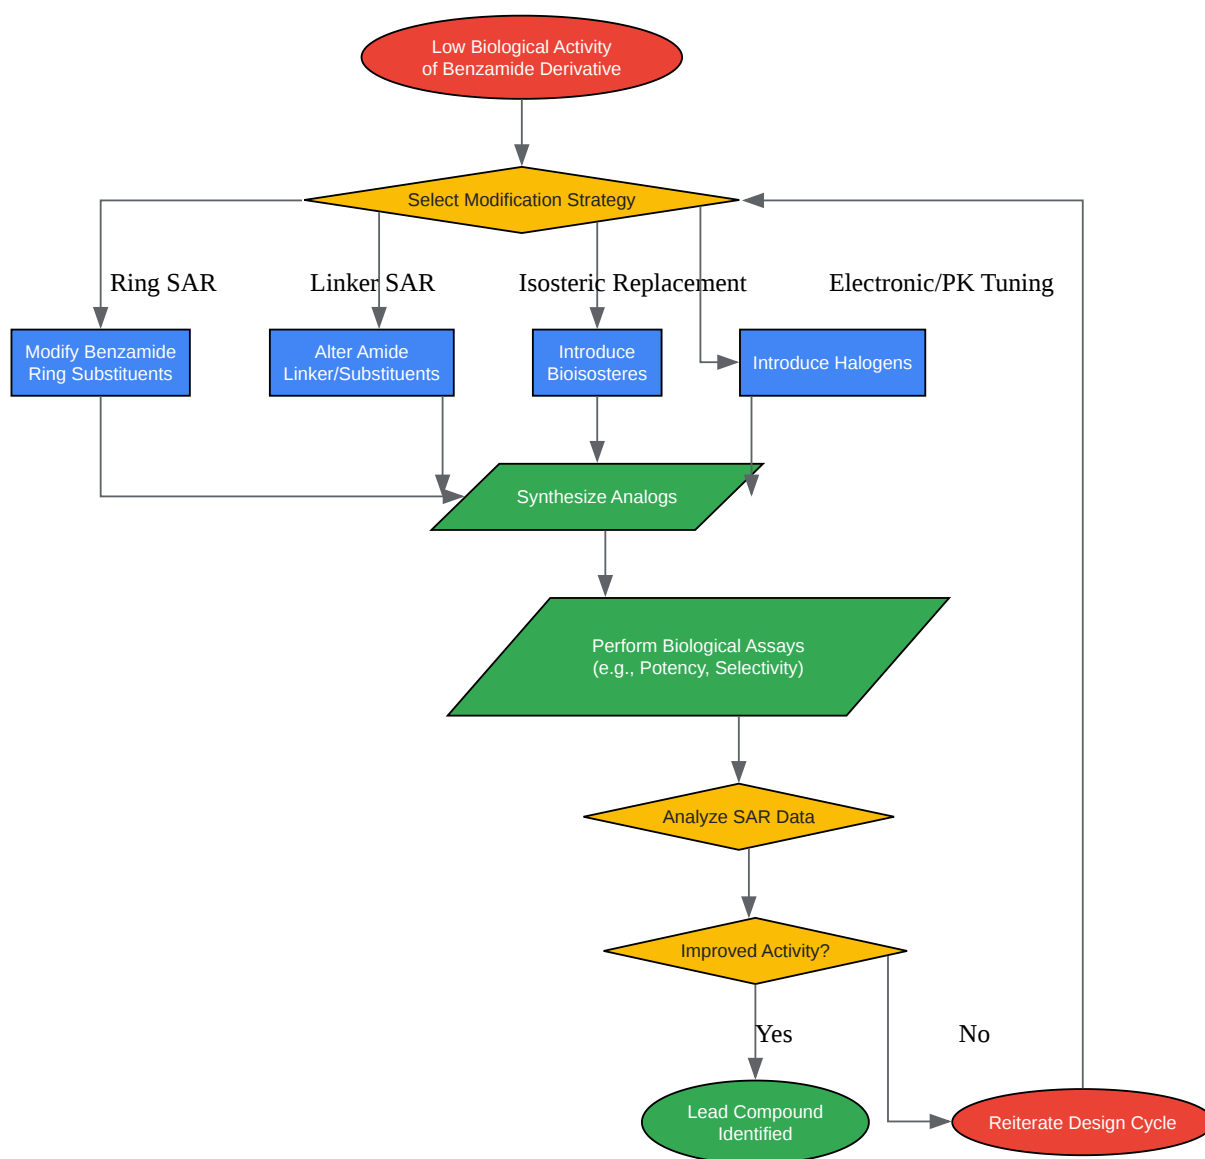 Low Biological Activity
of Benzamide Derivative
Select Modification Strategy
Ring SAR
Linker SAR
Isosteric Replacement
Electronic/PK Tuning
Modify Benzamide
Ring Substituents
Alter Amide
Linker/Substituents
Introduce
Bioisosteres
Introduce Halogens
Synthesize Analogs
Perform Biological Assays
(e.g., Potency, Selectivity)
Analyze SAR Data
Improved Activity?
Yes
No
Lead Compound
Identified
Reiterate Design Cycle